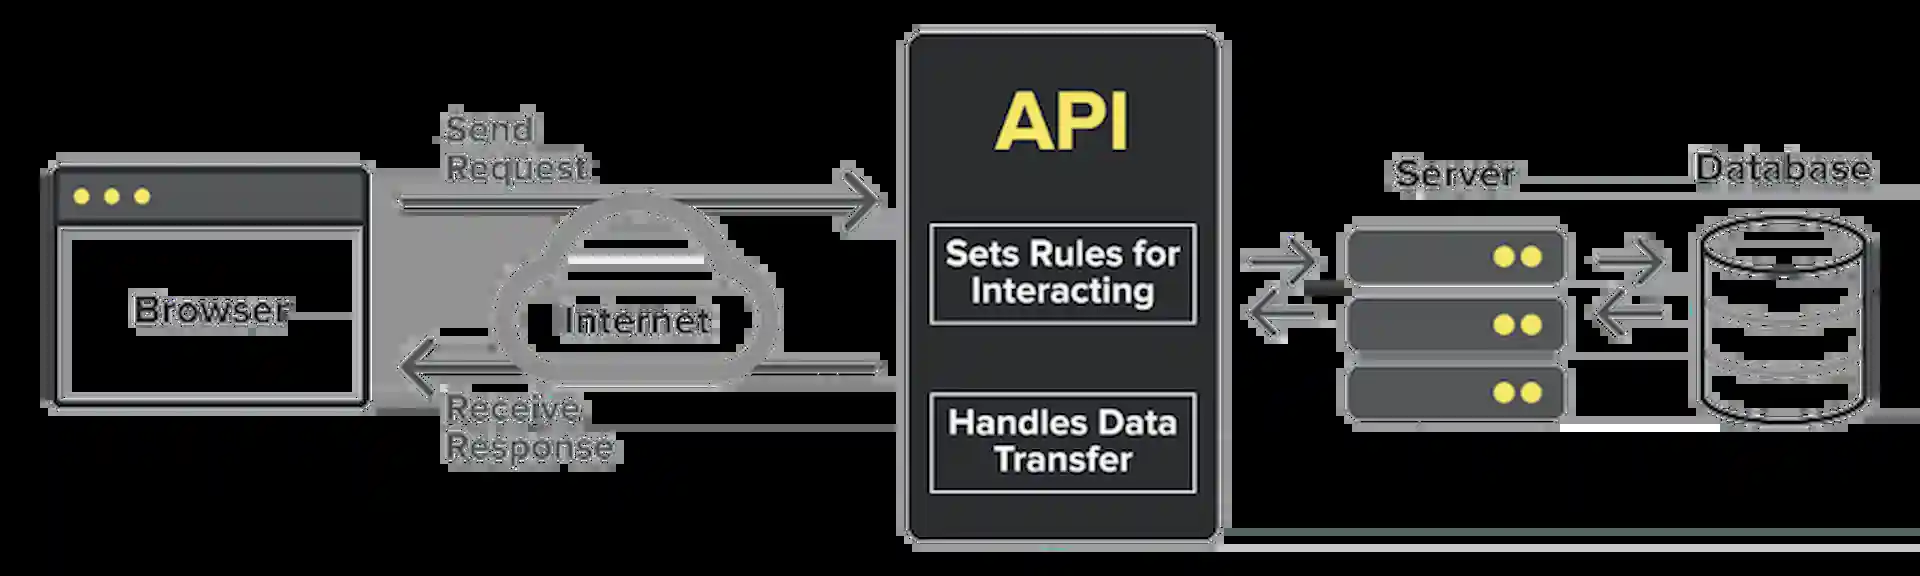 Send
Request
Browser
Internet
Receive
Response
API
Sets Rules for
Interacting
Handles Data
Transfer
Server
Database